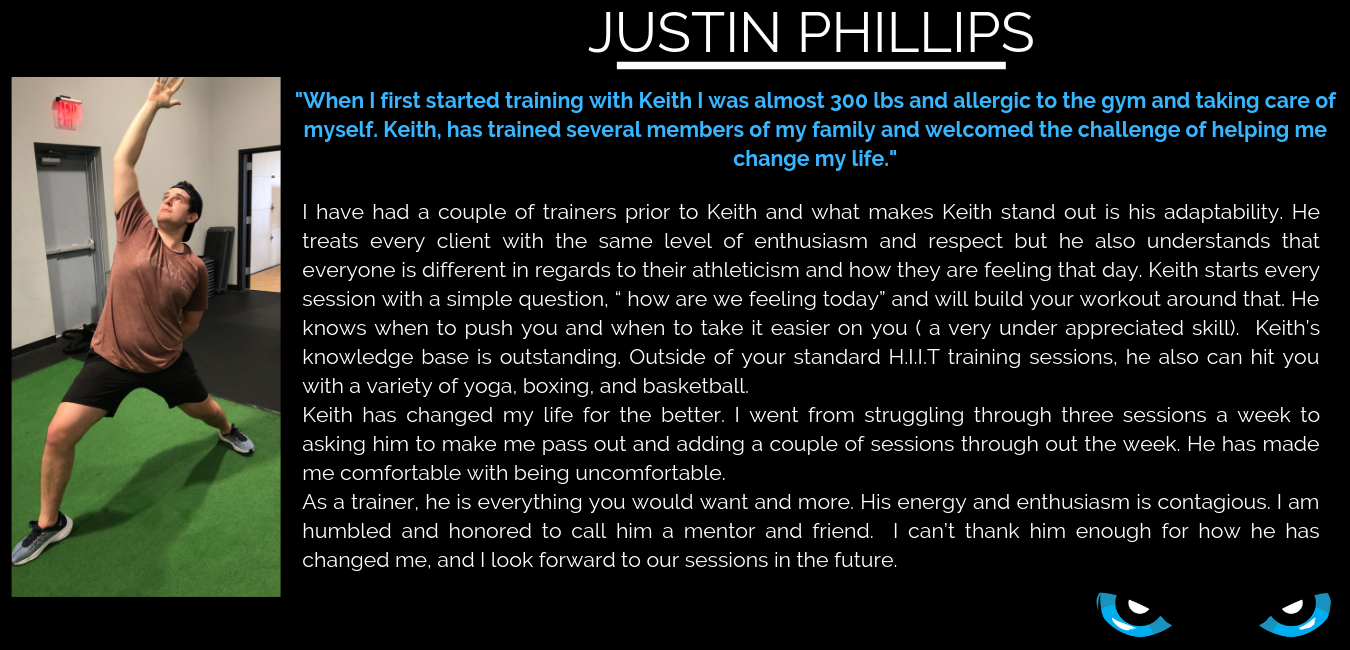 JUSTIN PHILLIPS
"When I first started training with Keith I was almost 300 lbs and allergic to the gym and taking care of
myself. Keith, has trained several members of my family and welcomed the challenge of helping me
change my life."
I have had a couple of trainers prior to Keith and what makes Keith stand out is his adaptability. He
treats every client with the same level of enthusiasm and respect but he also understands that
everyone is different in regards to their athleticism and how they are feeling that day. Keith starts every
session with a simple question, “ how are we feeling today” and will build your workout around that. He
knows when to push you and when to take it easier on you ( a very under appreciated skill).  Keith’s
knowledge base is outstanding. Outside of your standard H.I.I.T training sessions, he also can hit you
with a variety of yoga, boxing, and basketball.
Keith has changed my life for the better. I went from struggling through three sessions a week to
asking him to make me pass out and adding a couple of sessions through out the week. He has made
me comfortable with being uncomfortable.
As a trainer, he is everything you would want and more. His energy and enthusiasm is contagious. I am
humbled and honored to call him a mentor and friend.  I can’t thank him enough for how he has
changed me, and I look forward to our sessions in the future.